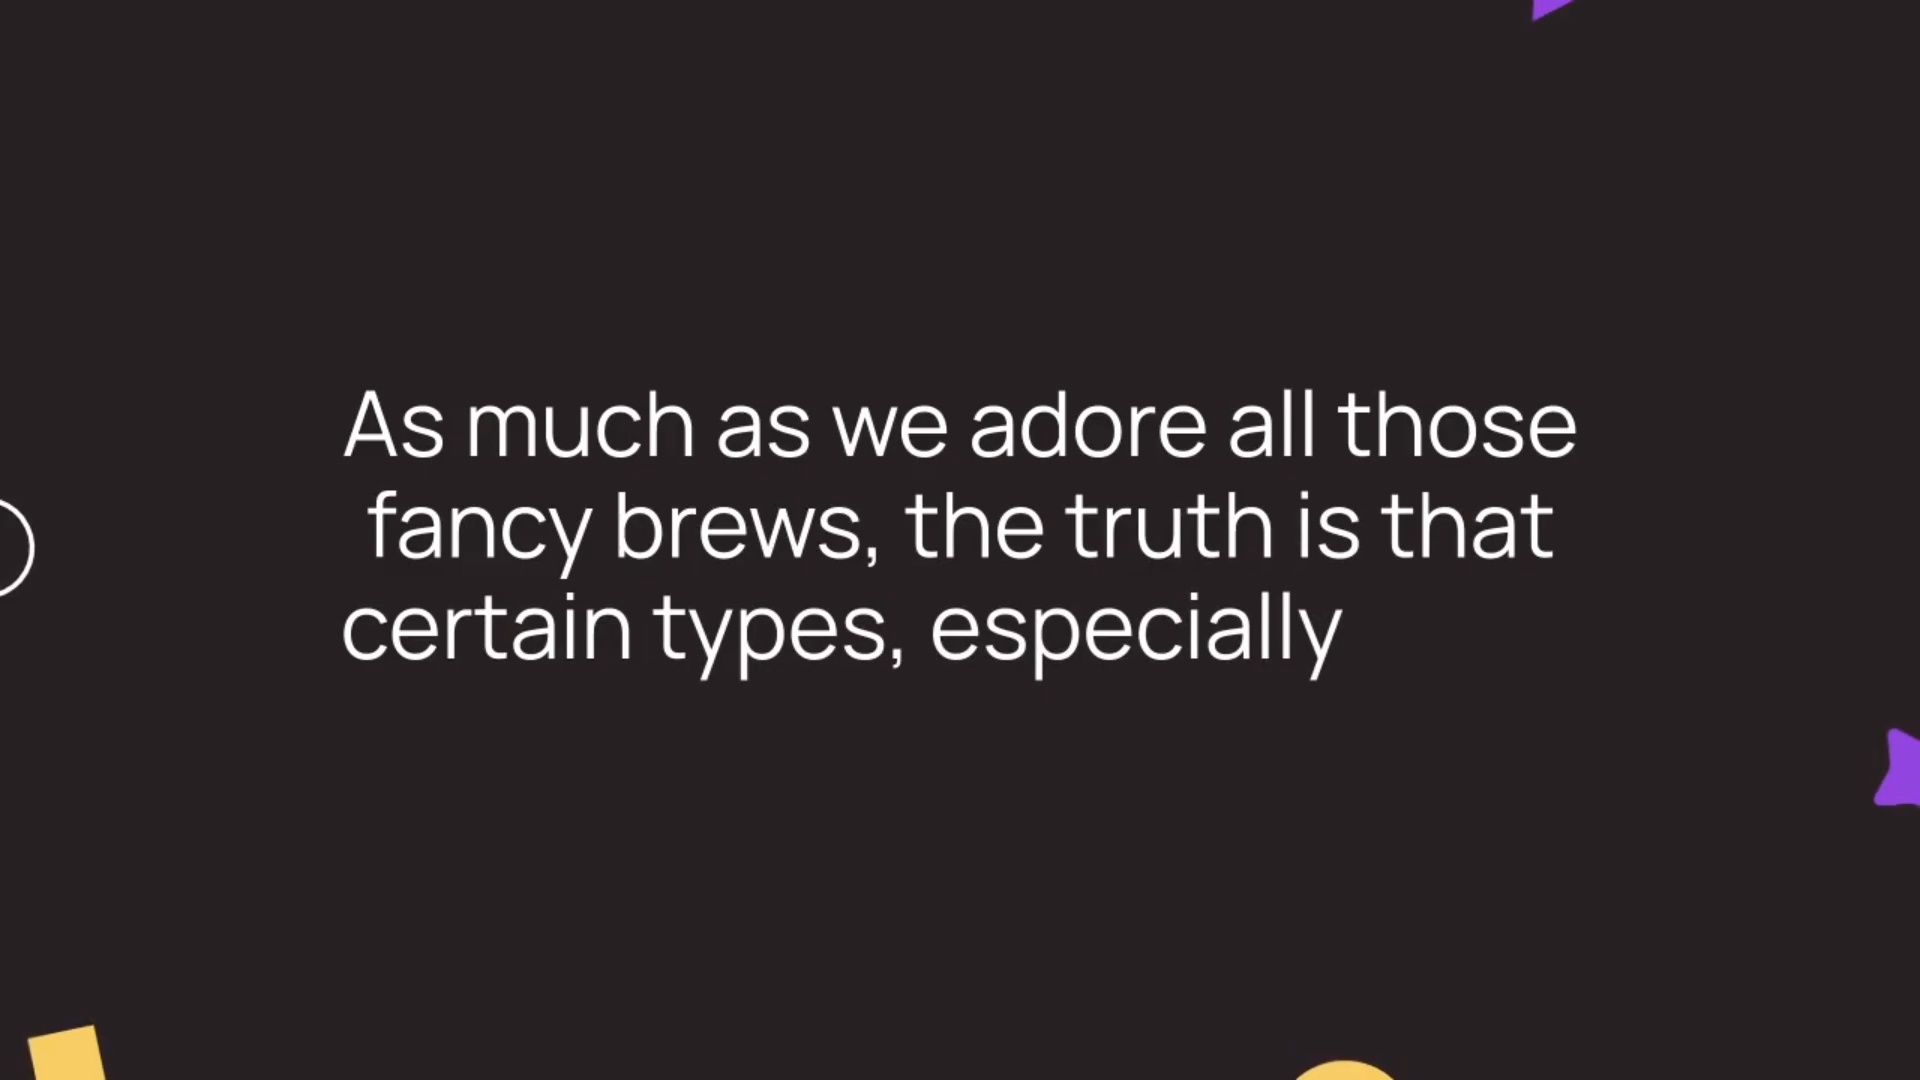 As much as we adore all those
fancy brews, the truth is that
certain types, especially